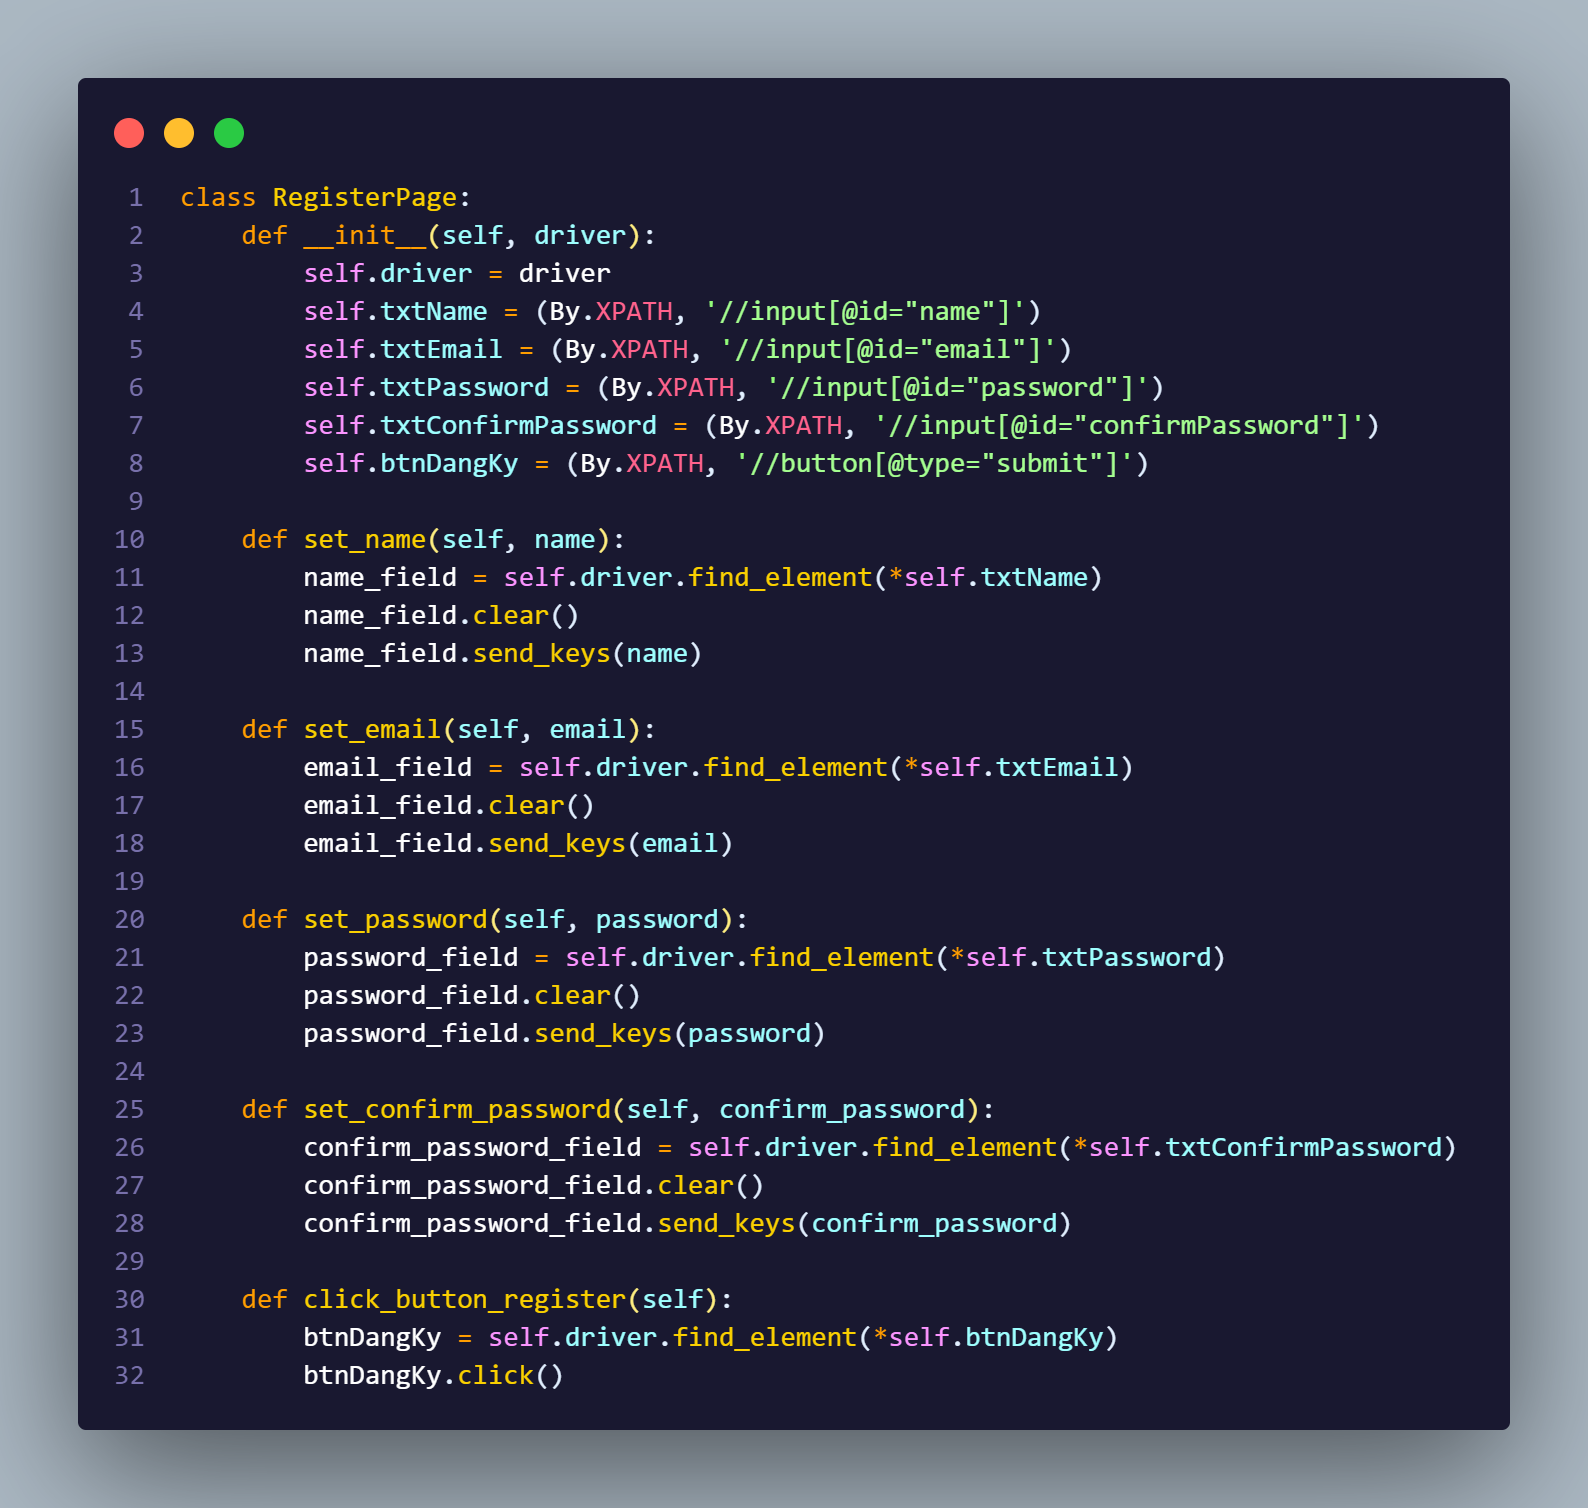 1 class RegisterPage:
2     def __init__(self, driver):
3         self.driver = driver
4         self.txtName = (By.XPATH, '//input[@id="name"]')
5         self.txtEmail = (By.XPATH, '//input[@id="email"]')
6         self.txtPassword = (By.XPATH, '//input[@id="password"]')
7         self.txtConfirmPassword = (By.XPATH, '//input[@id="confirmPassword"]')
8         self.btnDangKy = (By.XPATH, '//button[@type="submit"]')
9
10     def set_name(self, name):
11         name_field = self.driver.find_element(*self.txtName)
12         name_field.clear()
13         name_field.send_keys(name)
14
15     def set_email(self, email):
16         email_field = self.driver.find_element(*self.txtEmail)
17         email_field.clear()
18         email_field.send_keys(email)
19
20     def set_password(self, password):
21         password_field = self.driver.find_element(*self.txtPassword)
22         password_field.clear()
23         password_field.send_keys(password)
24
25     def set_confirm_password(self, confirm_password):
26         confirm_password_field = self.driver.find_element(*self.txtConfirmPassword)
27         confirm_password_field.clear()
28         confirm_password_field.send_keys(confirm_password)
29
30     def click_button_register(self):
31         btnDangKy = self.driver.find_element(*self.btnDangKy)
32         btnDangKy.click()